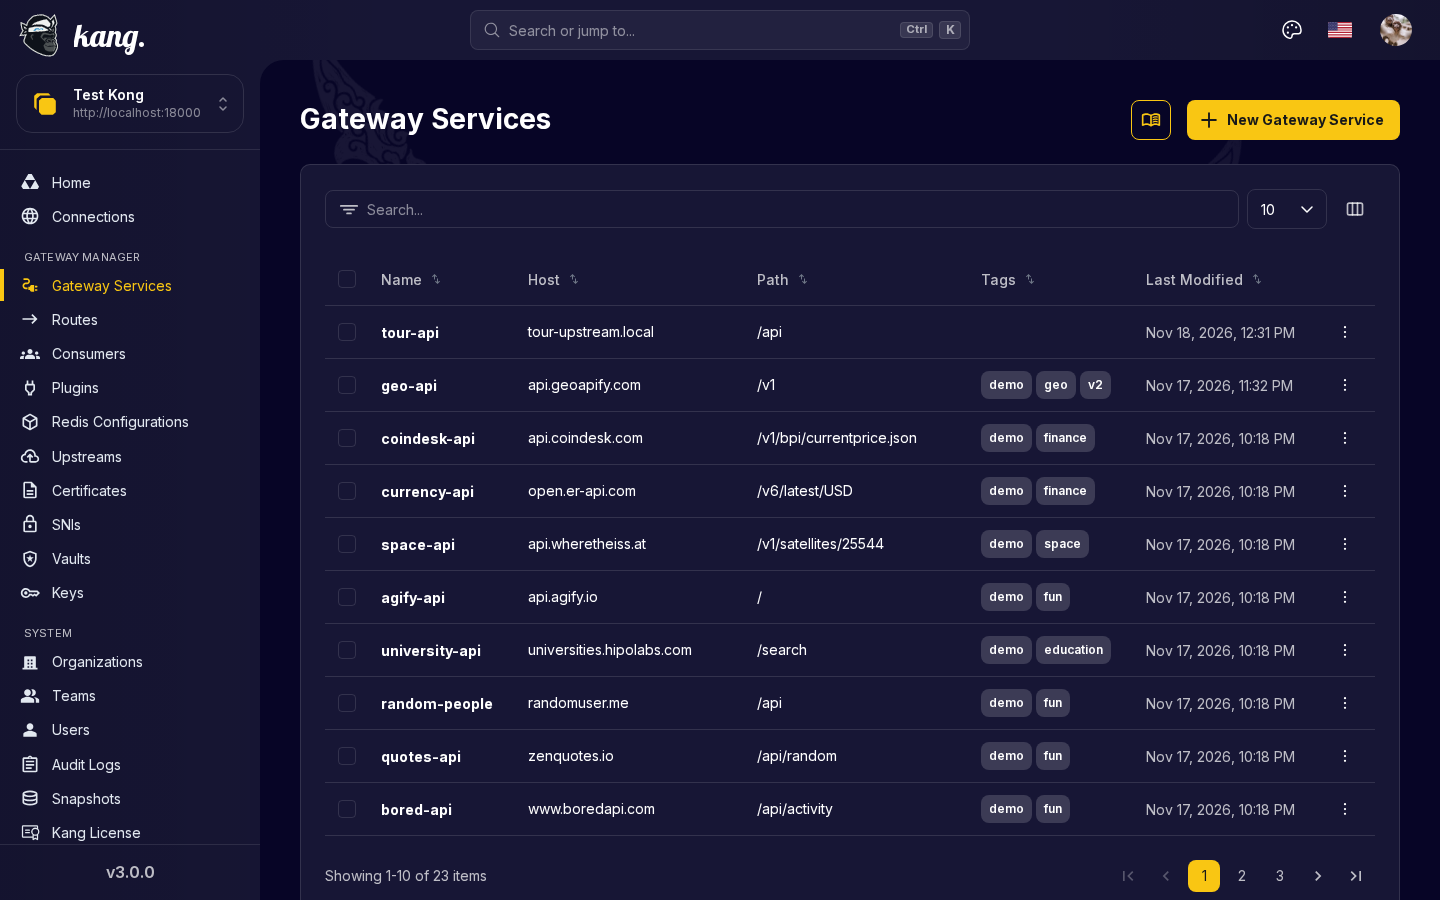 kang.
Search or jump to...
Ctrl K
Test Kong
http://localhost:18000
Home
Connections
GATEWAY MANAGER
Gateway Services
Routes
Consumers
Plugins
Redis Configurations
Upstreams
Certificates
SNIs
Vaults
Keys
SYSTEM
Organizations
Teams
Users
Audit Logs
Snapshots
Kang License
v3.0.0
Gateway Services
New Gateway Service
Search...
10
Name Host Path Tags Last Modified
tour-api tour-upstream.local /api Nov 18, 2026, 12:31 PM
geo-api api.geoapify.com /v1 demo geo v2 Nov 17, 2026, 11:32 PM
coindesk-api api.coindesk.com /v1/bpi/currentprice.json demo finance Nov 17, 2026, 10:18 PM
currency-api open.er-api.com /v6/latest/USD demo finance Nov 17, 2026, 10:18 PM
space-api api.wheretheiss.at /v1/satellites/25544 demo space Nov 17, 2026, 10:18 PM
agify-api api.agify.io / demo fun Nov 17, 2026, 10:18 PM
university-api universities.hipolabs.com /search demo education Nov 17, 2026, 10:18 PM
random-people randomuser.me /api demo fun Nov 17, 2026, 10:18 PM
quotes-api zenquotes.io /api/random demo fun Nov 17, 2026, 10:18 PM
bored-api www.boredapi.com /api/activity demo fun Nov 17, 2026, 10:18 PM
Showing 1-10 of 23 items
1 2 3